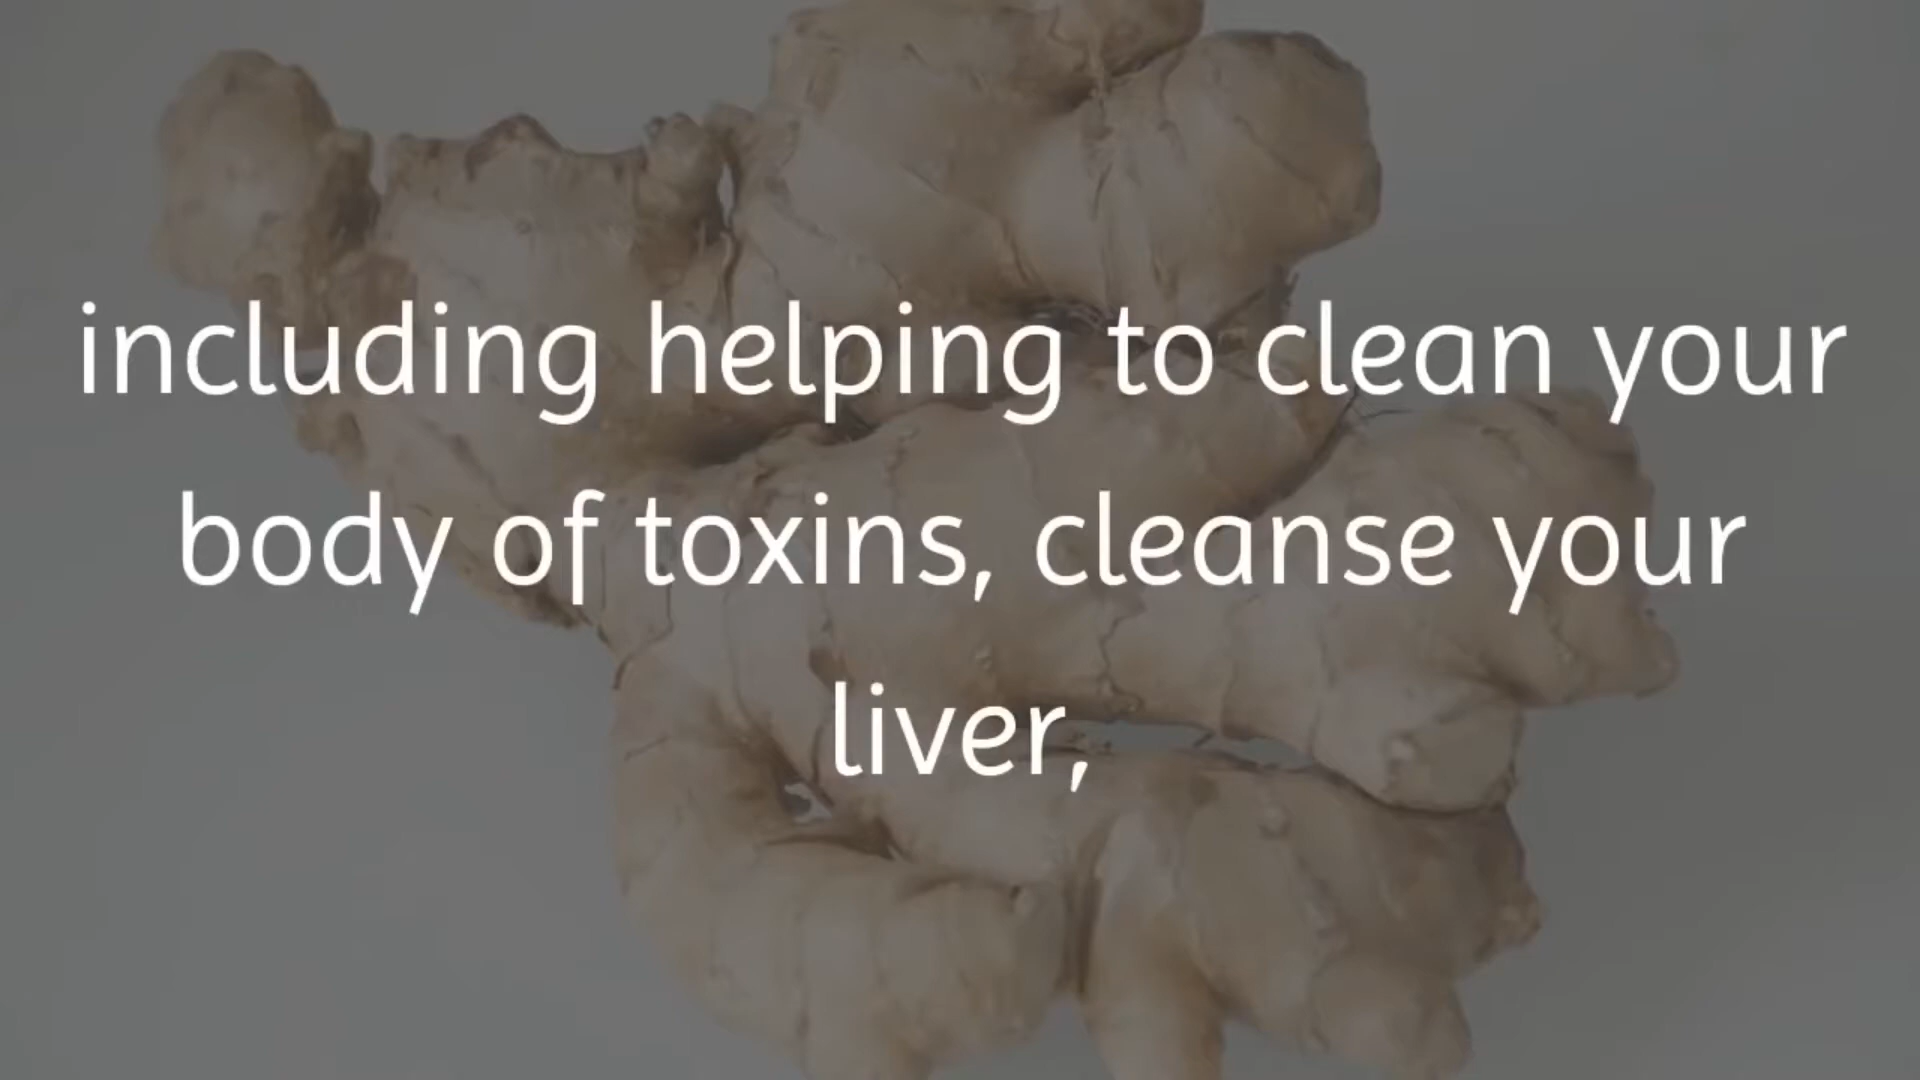 including helping to clean your
body of toxins, cleanse your
liver,